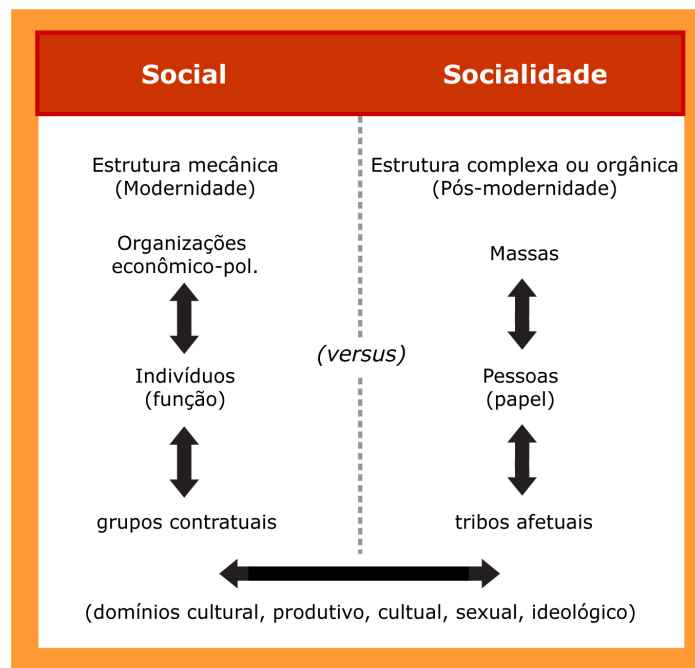 Social
Socialidade
Estrutura mecânica
(Modernidade)
Estrutura complexa ou orgânica
(Pós-modernidade)
Organizações
econômico-pol.
Massas
(versus)
Indivíduos
(função)
Pessoas
(papel)
grupos contratuais
tribos afetuais
(domínios cultural, produtivo, cultual, sexual, ideológico)